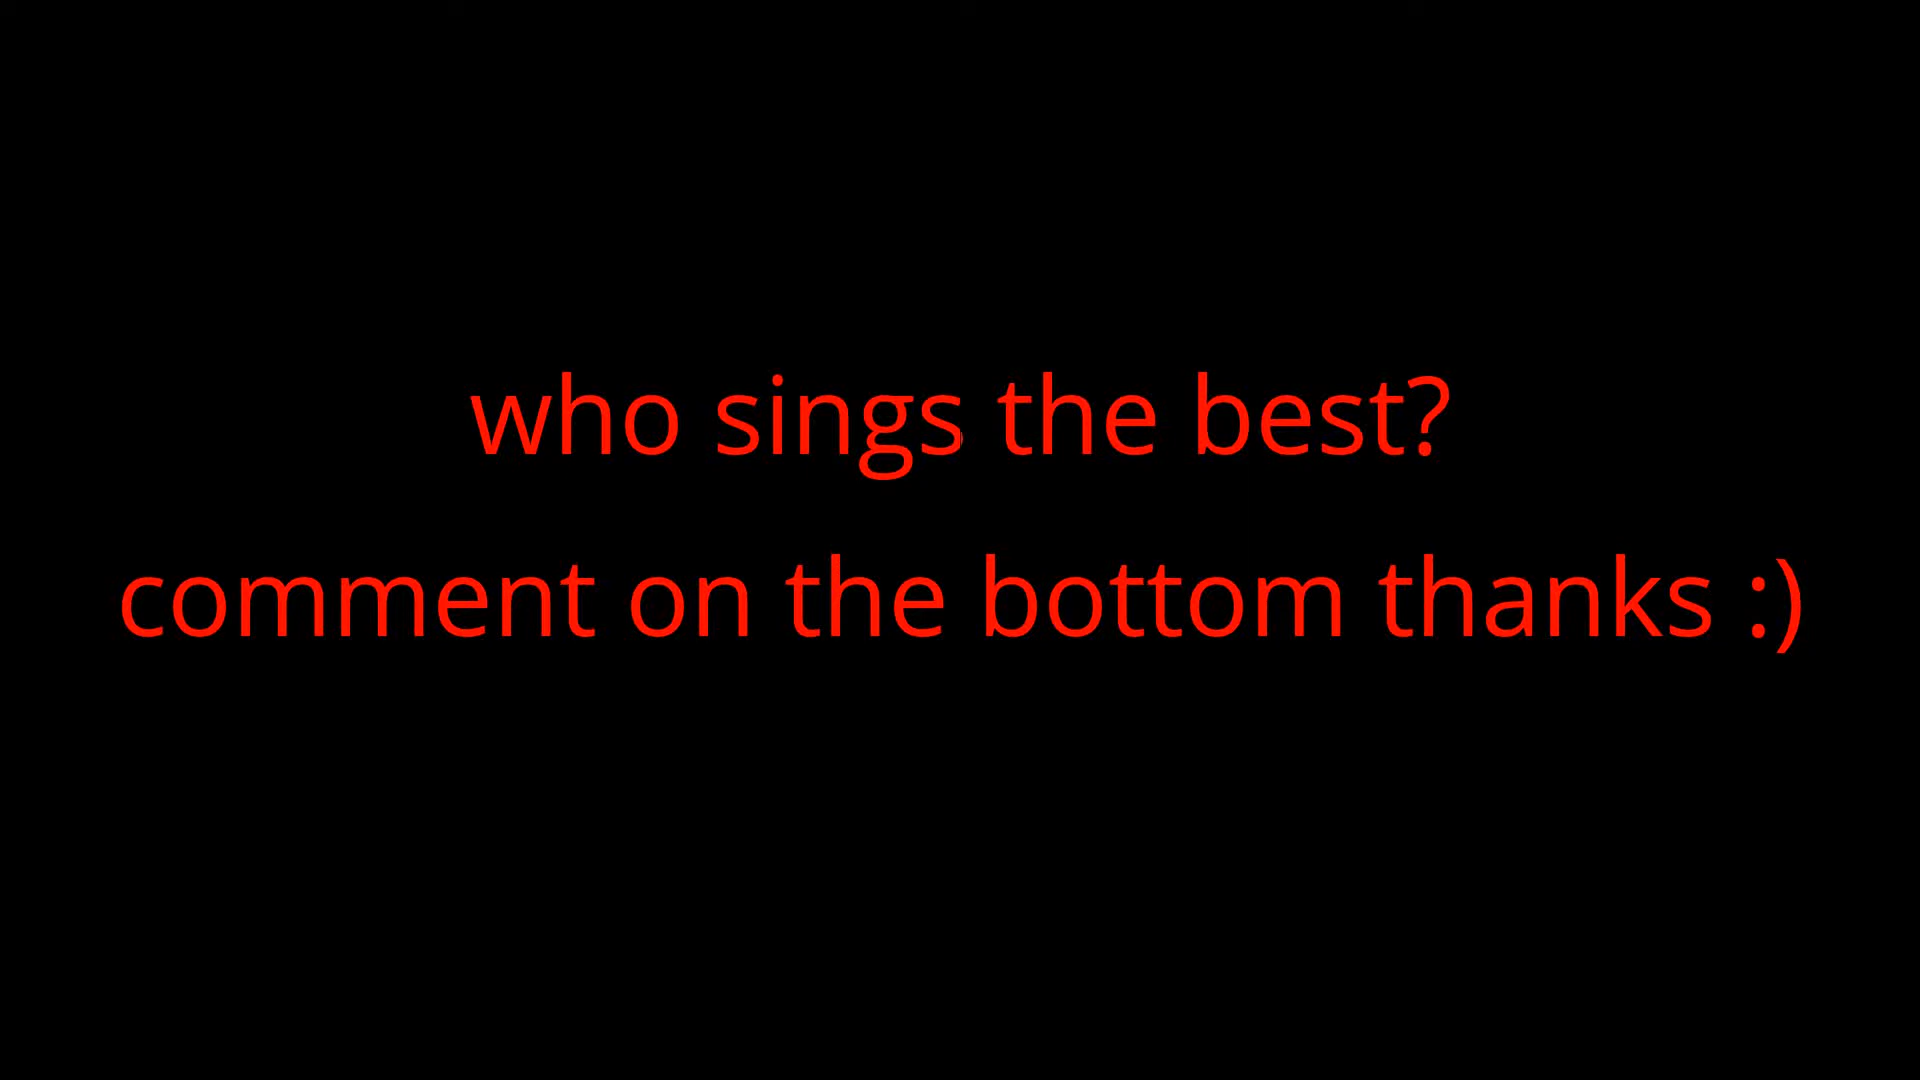 who sings the best?
comment on the bottom thanks :)